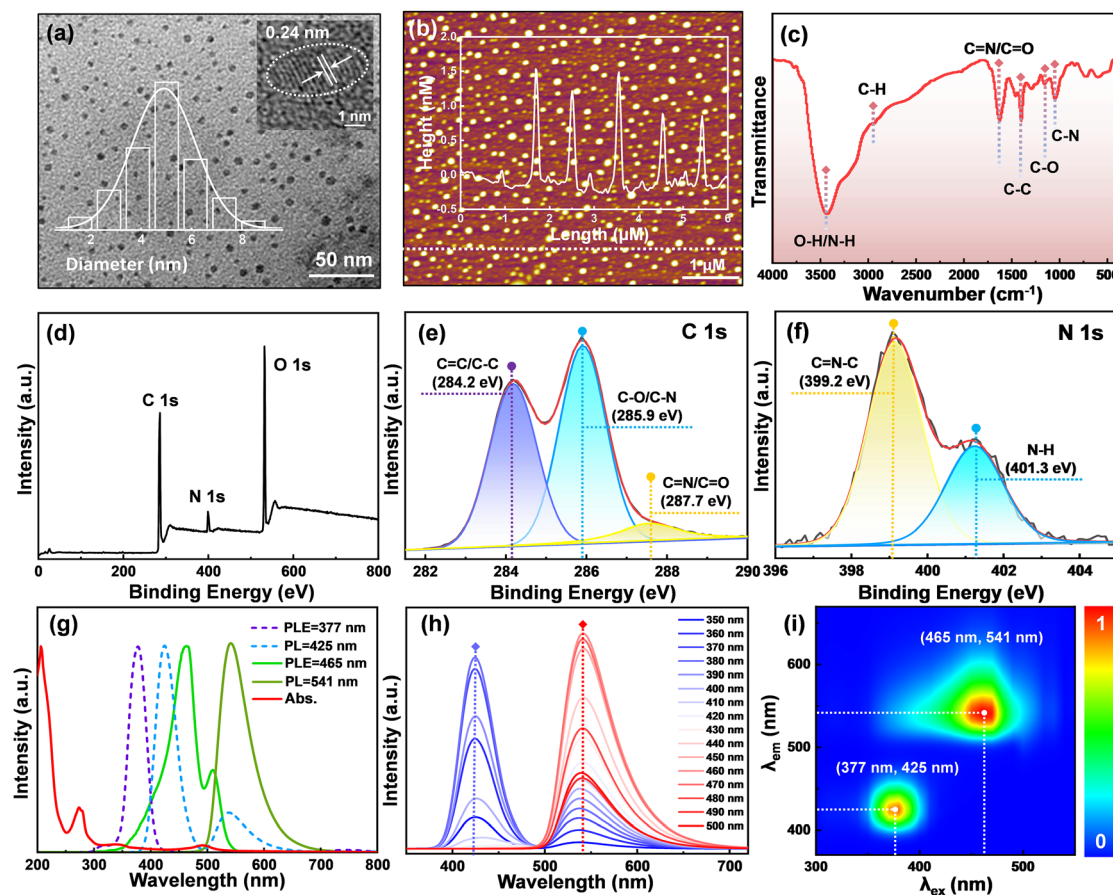 (a)
0.24 nm
1 nm
2 4 6 8
Diameter (nm)
50 nm
(b)
2.0
1.5
1.0
0.5
0.0
-0.5
Height (nM)
0 1 2 3 4 5 6
Length (μM)
1 μM
(c)
C=N/C=O
C-H
C-N
C-O
C-C
O-H/N-H
Transmittance
4000 3500 3000 2500 2000 1500 1000 500
Wavenumber (cm-1)
(d)
O 1s
C 1s
N 1s
Intensity (a.u.)
0 200 400 600 800
Binding Energy (eV)
(e)
C 1s
C=C/C-C
(284.2 eV)
C-O/C-N
(285.9 eV)
C=N/C=O
(287.7 eV)
Intensity (a.u.)
282 284 286 288 290
Binding Energy (eV)
(f)
N 1s
C=N-C
(399.2 eV)
N-H
(401.3 eV)
Intensity (a.u.)
396 398 400 402 404
Binding Energy (eV)
(g)
PLE=377 nm
PL=425 nm
PLE=465 nm
PL=541 nm
Abs.
Intensity (a.u.)
200 300 400 500 600 700 800
Wavelength (nm)
(h)
350 nm
360 nm
370 nm
380 nm
390 nm
400 nm
410 nm
420 nm
430 nm
440 nm
450 nm
460 nm
470 nm
480 nm
490 nm
500 nm
Intensity (a.u.)
400 500 600 700
Wavelength (nm)
(i)
(465 nm, 541 nm)
(377 nm, 425 nm)
600
500
400
λem (nm)
300 400 500
λex (nm)
1
0